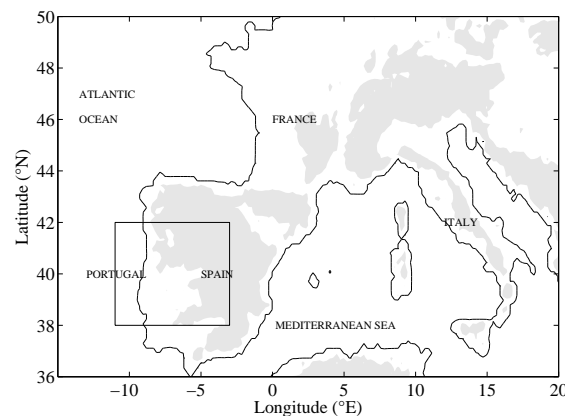 50
48
46
44
42
40
38
36
Latitude (°N)
ATLANTIC
OCEAN
FRANCE
ITALY
PORTUGAL
SPAIN
MEDITERRANEAN SEA
−10
−5
0
5
10
15
20
Longitude (°E)